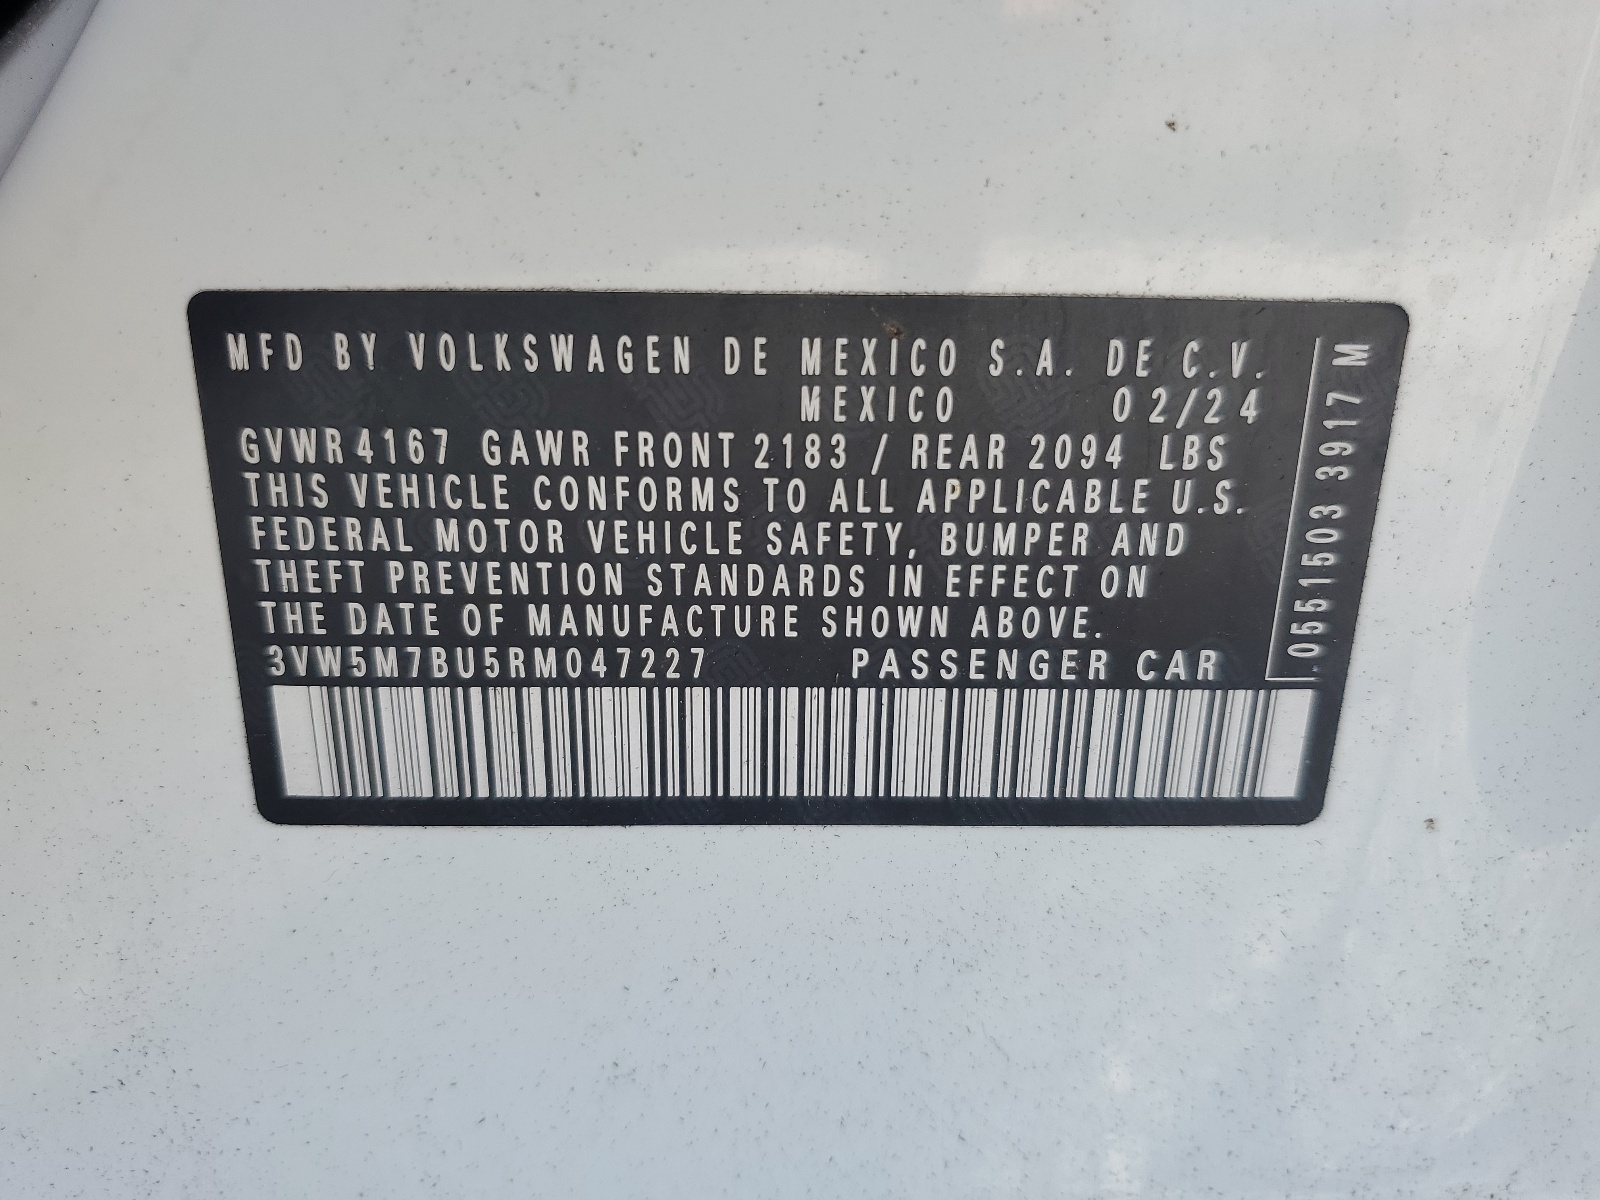 MFD BY VOLKSWAGEN DE MEXICO S.A. DE C.V.
MEXICO 02/24
GVWR 4167 GAWR FRONT 2183 / REAR 2094 LBS
THIS VEHICLE CONFORMS TO ALL APPLICABLE U.S.
FEDERAL MOTOR VEHICLE SAFETY, BUMPER AND
THEFT PREVENTION STANDARDS IN EFFECT ON
THE DATE OF MANUFACTURE SHOWN ABOVE.
3VW5M7BU5RM047227 PASSENGER CAR
0551503 3917 M